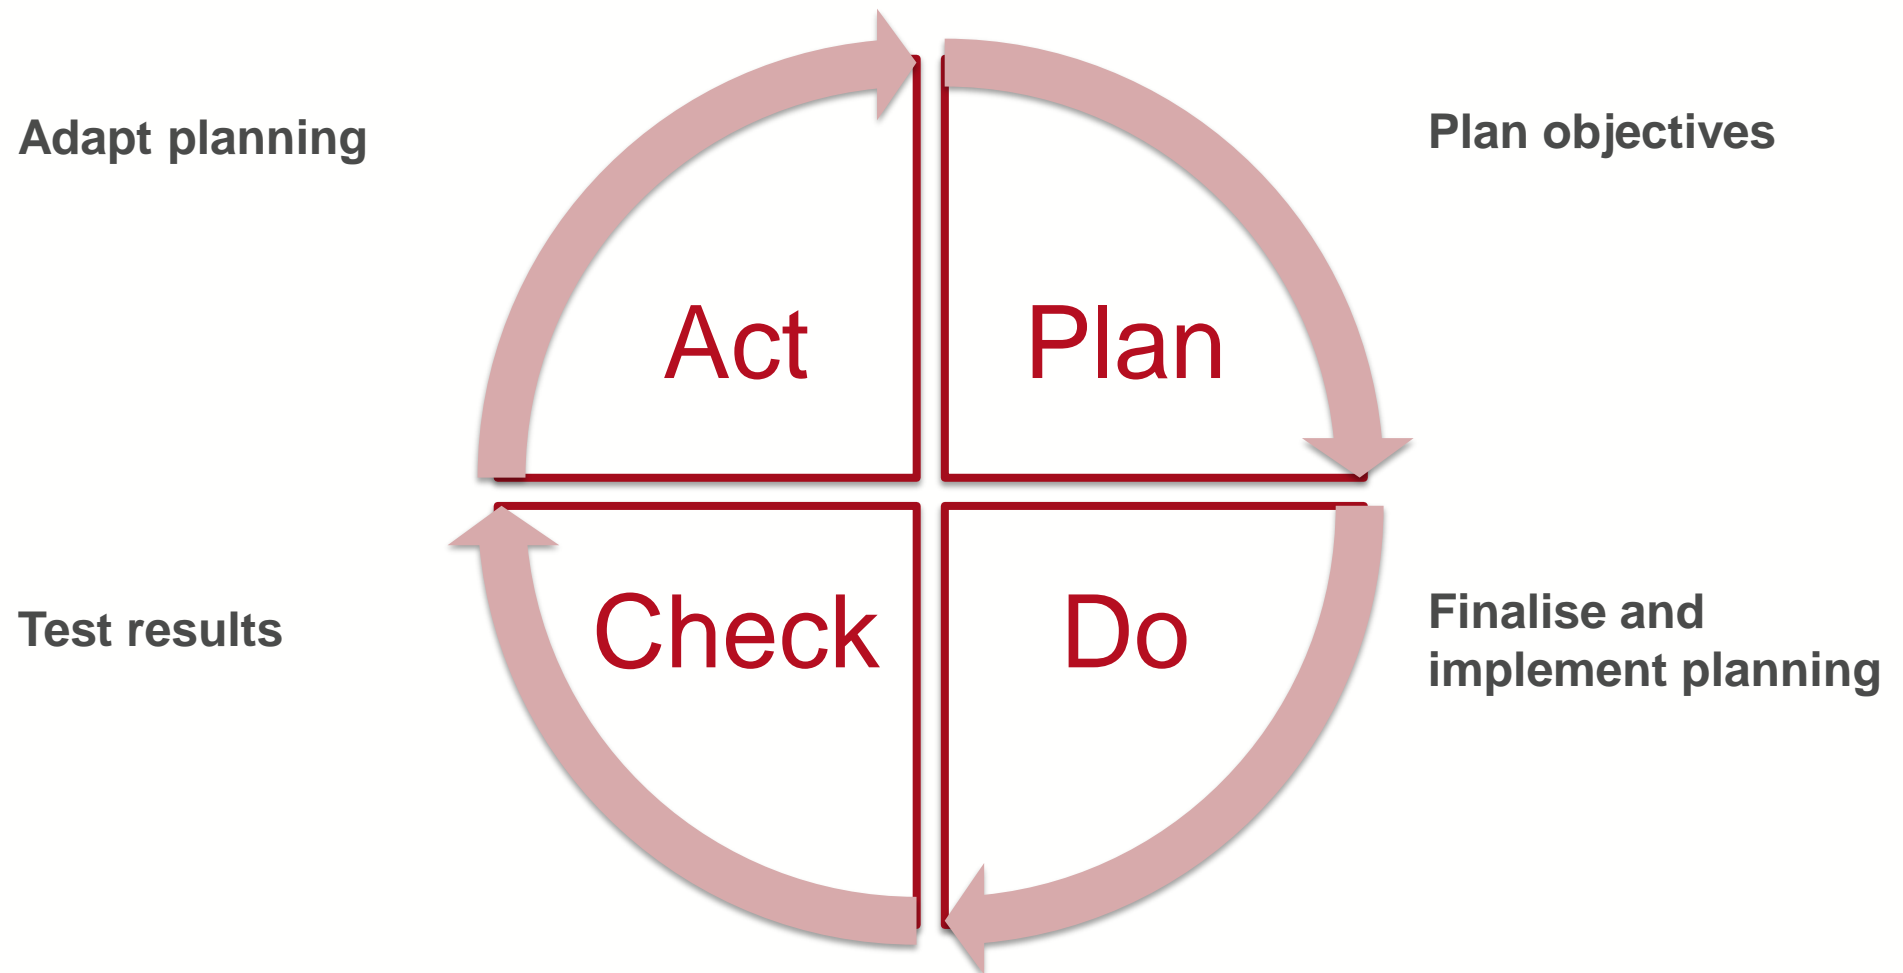 Adapt planning
Plan objectives
Act
Plan
Check
Do
Test results
Finalise and
implement planning